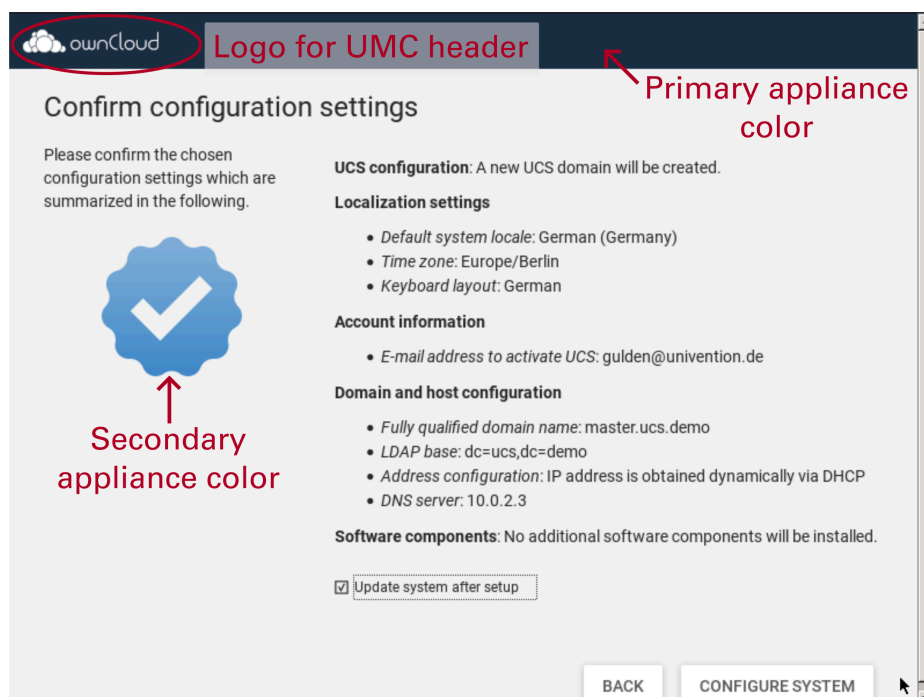 ownCloud
Logo for UMC header
Primary appliance
color
Confirm configuration settings
Please confirm the chosen
configuration settings which are
summarized in the following.
Secondary
appliance color
UCS configuration: A new UCS domain will be created.
Localization settings
• Default system locale: German (Germany)
• Time zone: Europe/Berlin
• Keyboard layout: German
Account information
• E-mail address to activate UCS: gulden@univention.de
Domain and host configuration
• Fully qualified domain name: master.ucs.demo
• LDAP base: dc=ucs,dc=demo
• Address configuration: IP address is obtained dynamically via DHCP
• DNS server: 10.0.2.3
Software components: No additional software components will be installed.
Update system after setup
BACK
CONFIGURE SYSTEM